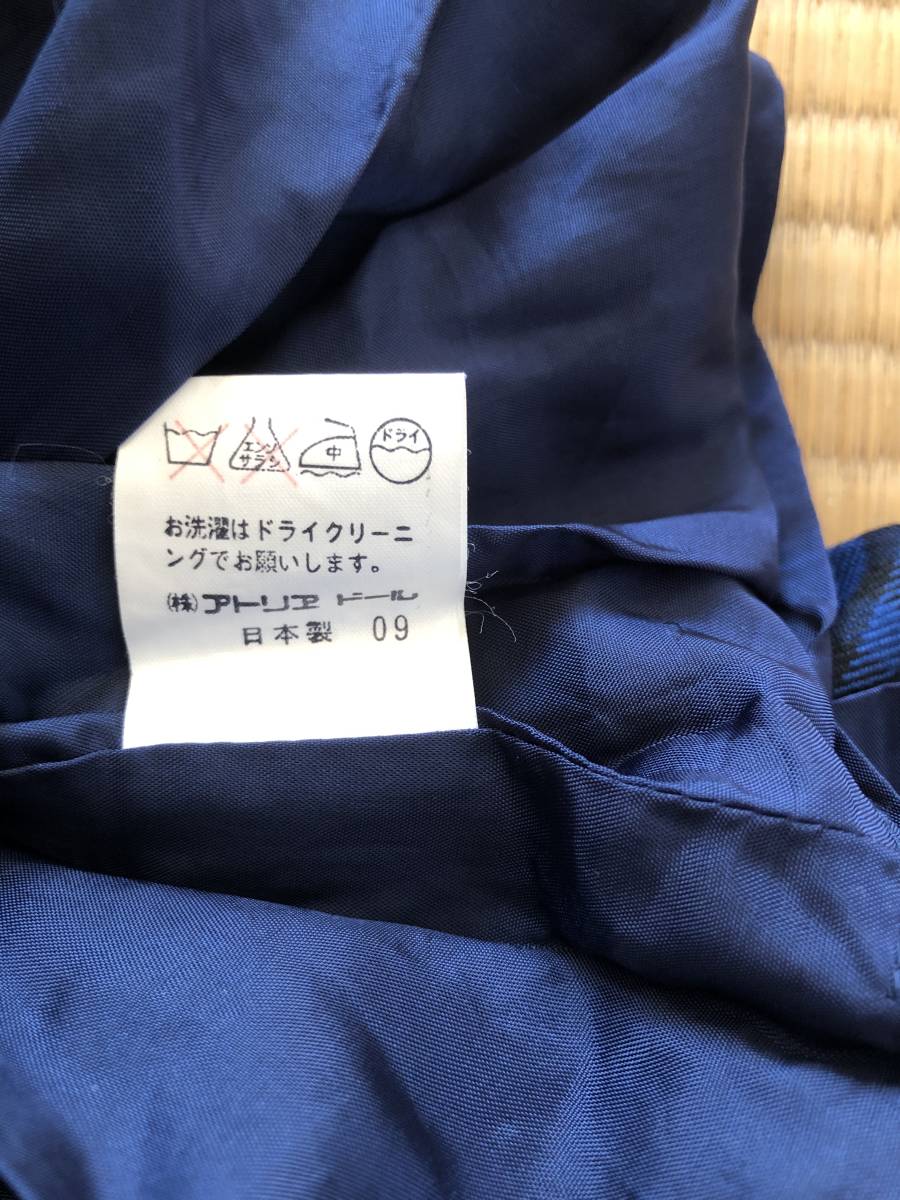 エンソ
サラシ
中
ドライ
お洗濯はドライクリーニ
ングでお願いします。
(株)アトリエ ドール
日本製 09